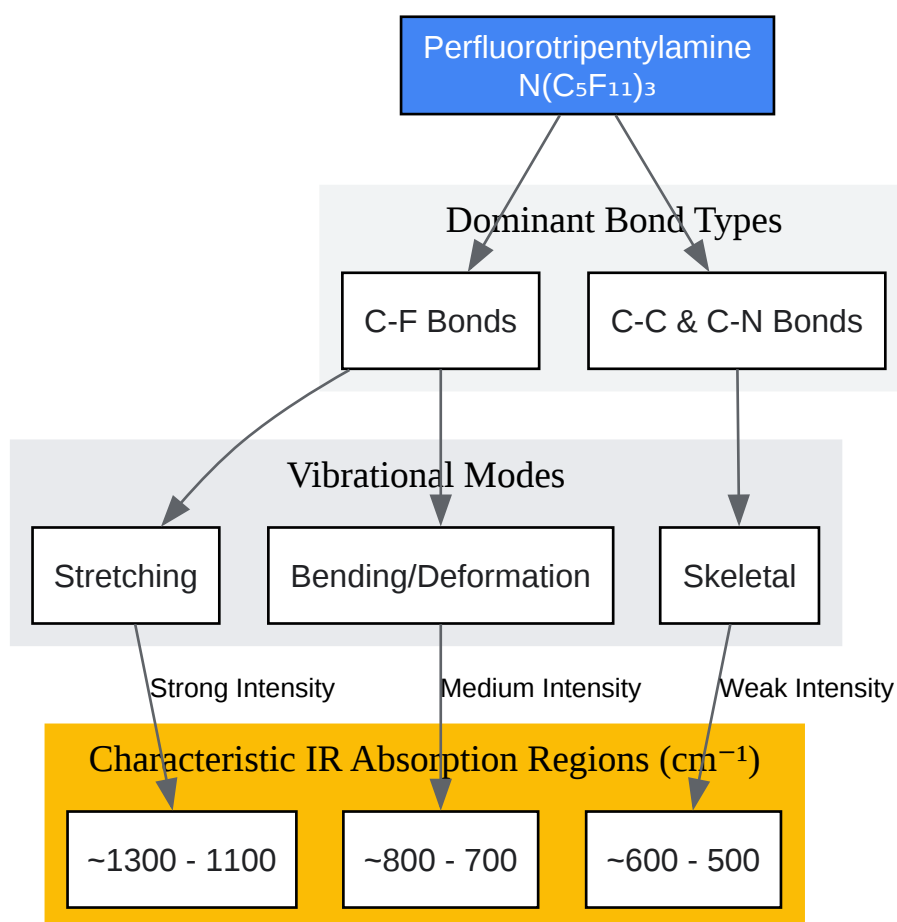 Perfluorotripentylamine
N(C₅F₁₁)₃
Dominant Bond Types
C-F Bonds
C-C & C-N Bonds
Vibrational Modes
Stretching
Bending/Deformation
Skeletal
Strong Intensity
Medium Intensity
Weak Intensity
Characteristic IR Absorption Regions (cm⁻¹)
~1300 - 1100
~800 - 700
~600 - 500